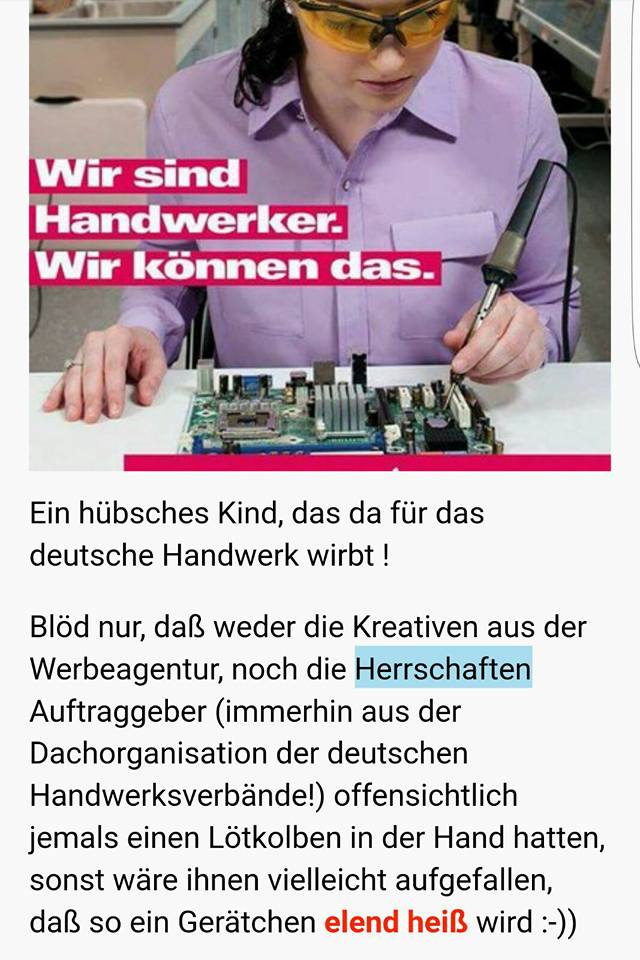 Wir sind
Handwerker.
Wir können das.
Ein hübsches Kind, das da für das
deutsche Handwerk wirbt !
Blöd nur, daß weder die Kreativen aus der
Werbeagentur, noch die Herrschaften
Auftraggeber (immerhin aus der
Dachorganisation der deutschen
Handwerksverbände!) offensichtlich
jemals einen Lötkolben in der Hand hatten,
sonst wäre ihnen vielleicht aufgefallen,
daß so ein Gerätchen elend heiß wird :-))